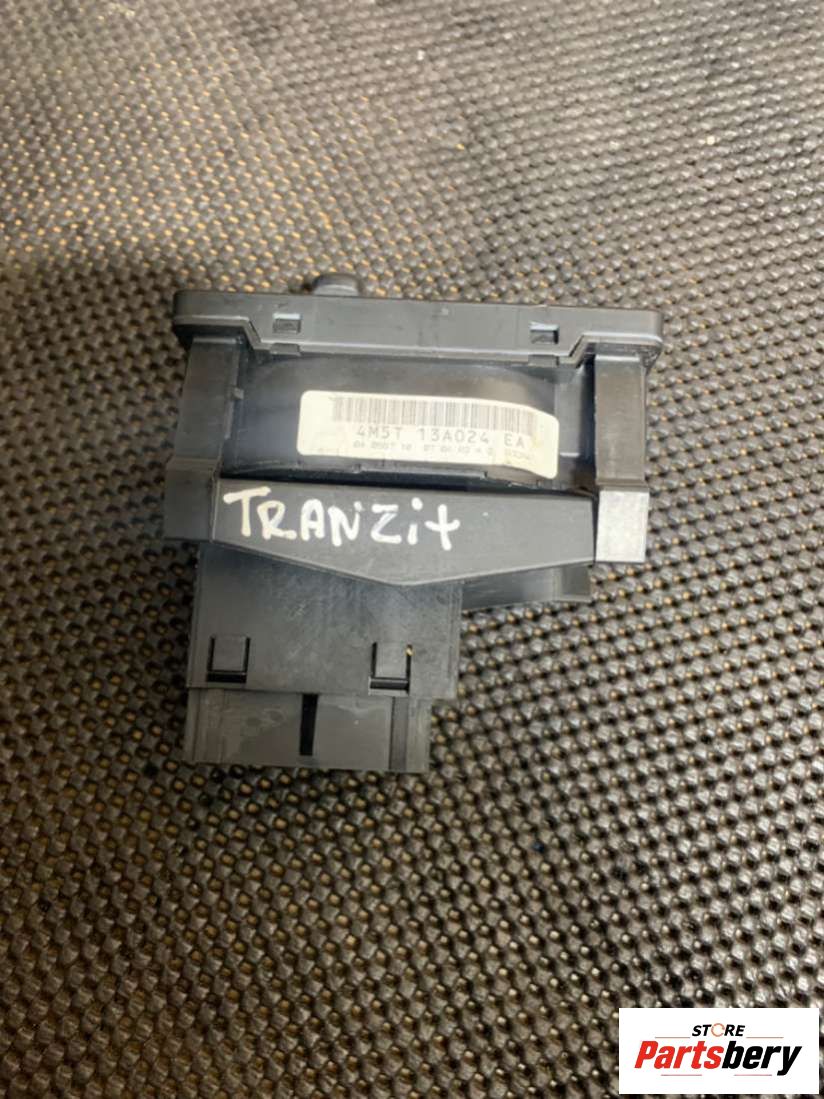 4M5T 13A024 EA
TRANZit
STORE
Partsbery